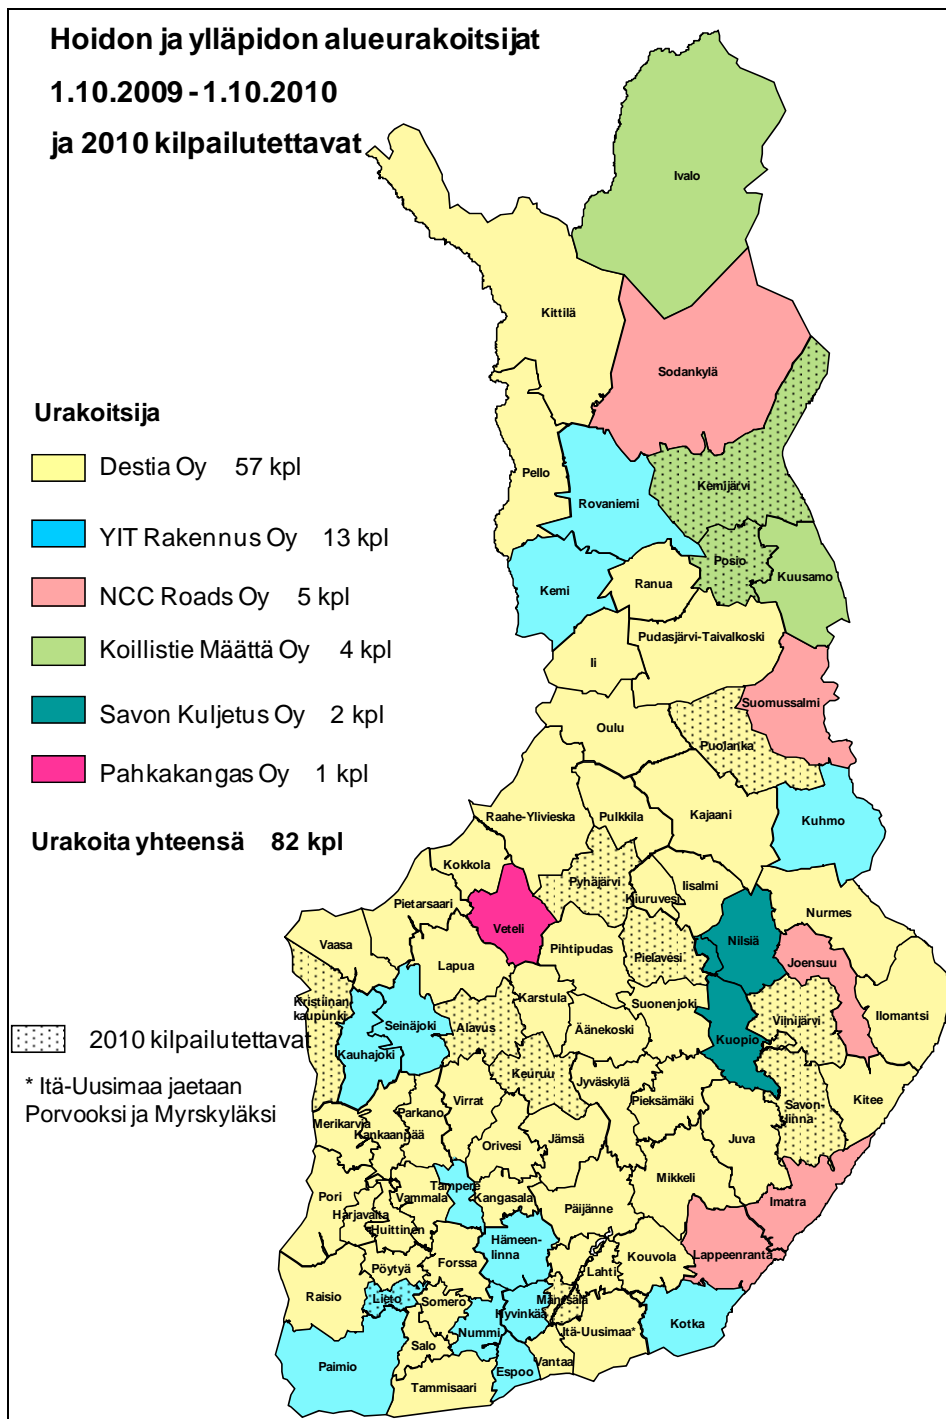 Hoidon ja ylläpidon alueurakoitsijat
1.10.2009 - 1.10.2010
ja 2010 kilpailutettavat
Ivalo
Kittilä
Sodankylä
Urakoitsija
Destia Oy 57 kpl
YIT Rakennus Oy 13 kpl
NCC Roads Oy 5 kpl
Koillistie Määttä Oy 4 kpl
Savon Kuljetus Oy 2 kpl
Pahkakangas Oy 1 kpl
Urakoita yhteensä 82 kpl
2010 kilpailutettavat
* Itä-Uusimaa jaetaan
Porvooksi ja Myrskyläksi
Pello
Rovaniemi
Kemijärvi
Posio
Kuusamo
Kemi
Ranua
Pudasjärvi-Taivalkoski
Ii
Suomussalmi
Oulu
Puolanka
Raahe-Ylivieska
Pulkkila
Kajaani
Kuhmo
Kokkola
Pyhäjärvi
Kiuruvesi
Iisalmi
Pietarsaari
Veteli
Nurmes
Vaasa
Lapua
Pihtipudas
Pielavesi
Nilsiä
Joensuu
Kristiinan
kaupunki
Karstula
Suonenjoki
Ilomantsi
Seinäjoki
Alavus
Äänekoski
Kuopio
Viinijärvi
Kauhajoki
Keuruu
Jyväskylä
Pieksämäki
Savon-
linna
Kitee
Merikarvia
Parkano
Kankaanpää
Virrat
Orivesi
Jämsä
Juva
Mikkeli
Pori
Vammala
Tampere
Kangasala
Päijänne
Imatra
Harjavalta
Huittinen
Hämeen-
linna
Lappeenranta
Pöytyä
Forssa
Lahti
Kouvola
Raisio
Lieto
Somero
Hyvinkää
Mäntsälä
Kotka
Salo
Nummi
Itä-Uusimaa*
Paimio
Espoo
Vantaa
Tammisaari